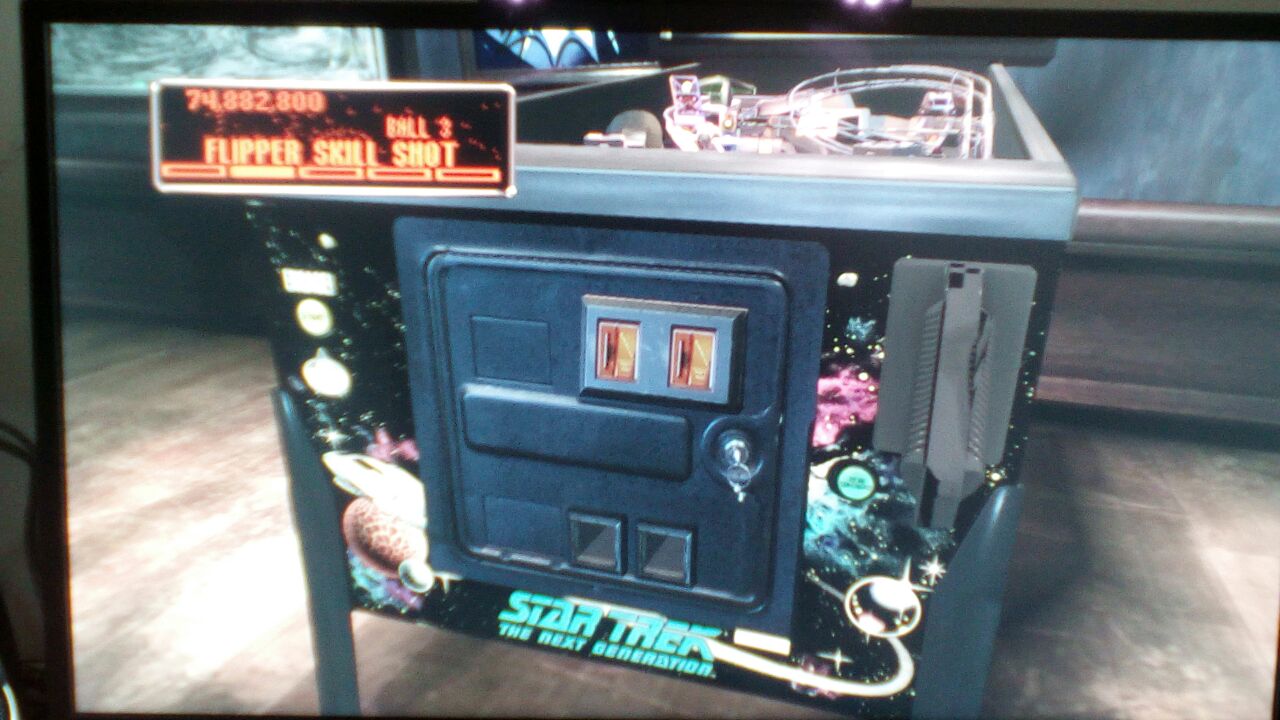 74,882,800
BALL 3
FLIPPER SKILL SHOT
STAR TREK
THE NEXT GENERATION